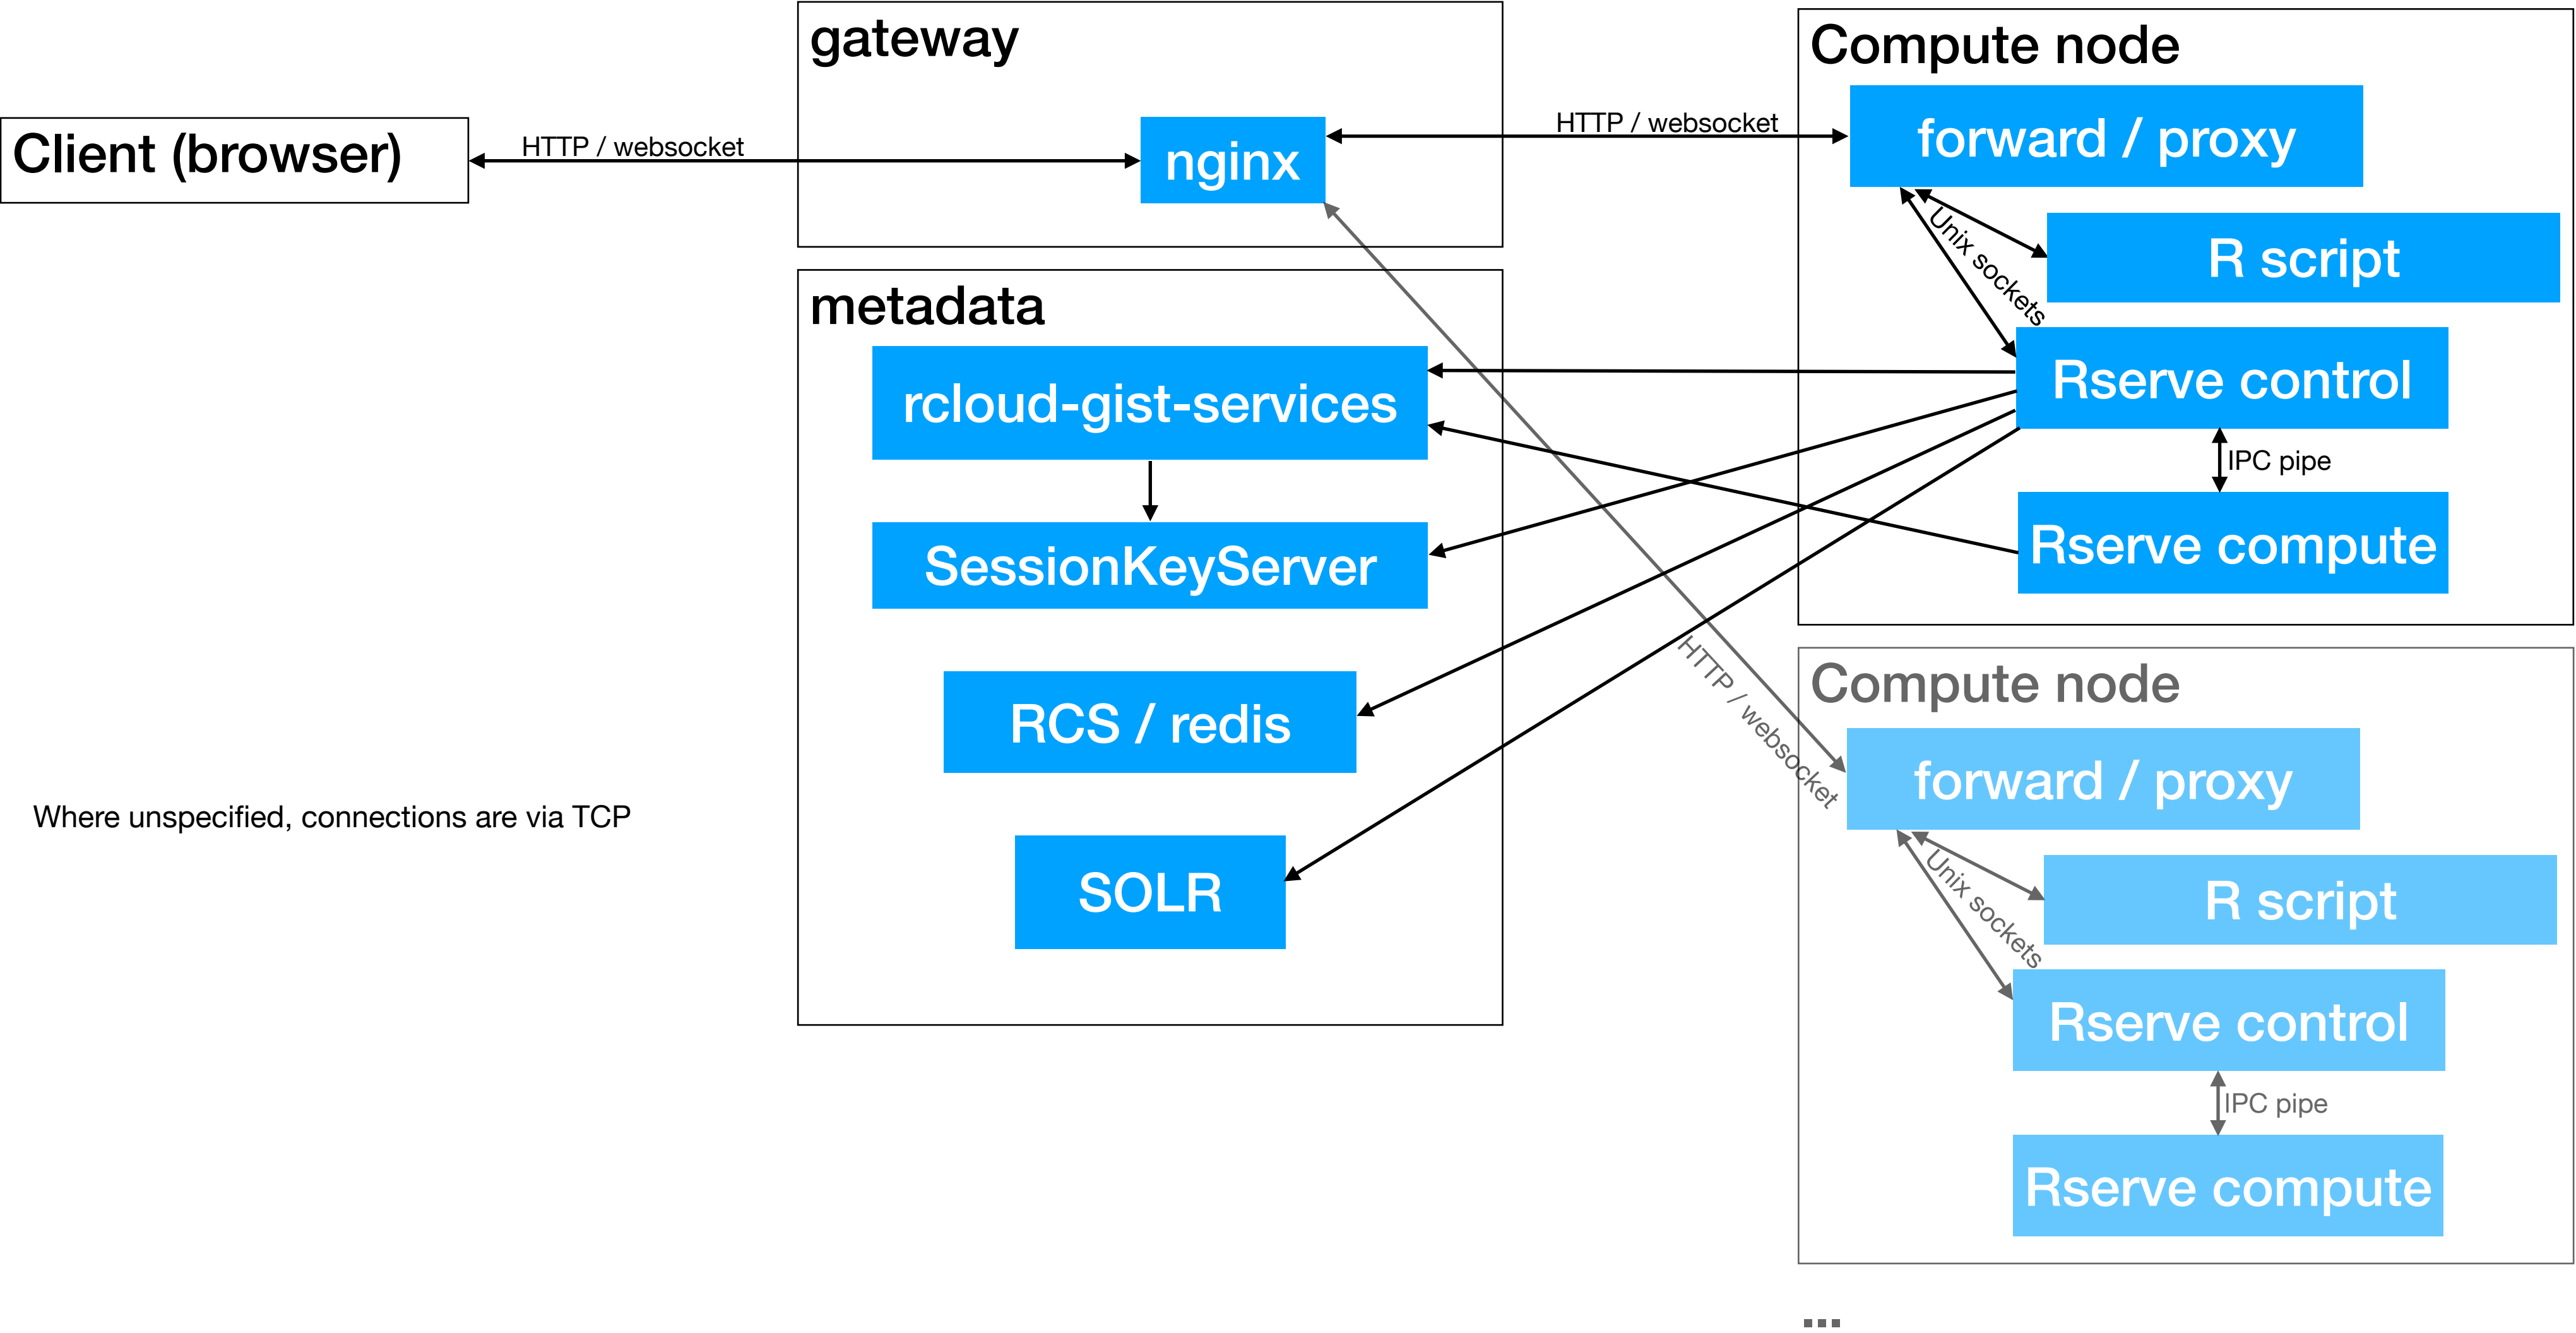 gateway
Compute node
Client (browser)
HTTP / websocket
nginx
HTTP / websocket
forward / proxy
Unix sockets
R script
metadata
rcloud-gist-services
Rserve control
IPC pipe
SessionKeyServer
Rserve compute
RCS / redis
HTTP / websocket
Compute node
forward / proxy
Where unspecified, connections are via TCP
SOLR
Unix sockets
R script
Rserve control
IPC pipe
Rserve compute
...